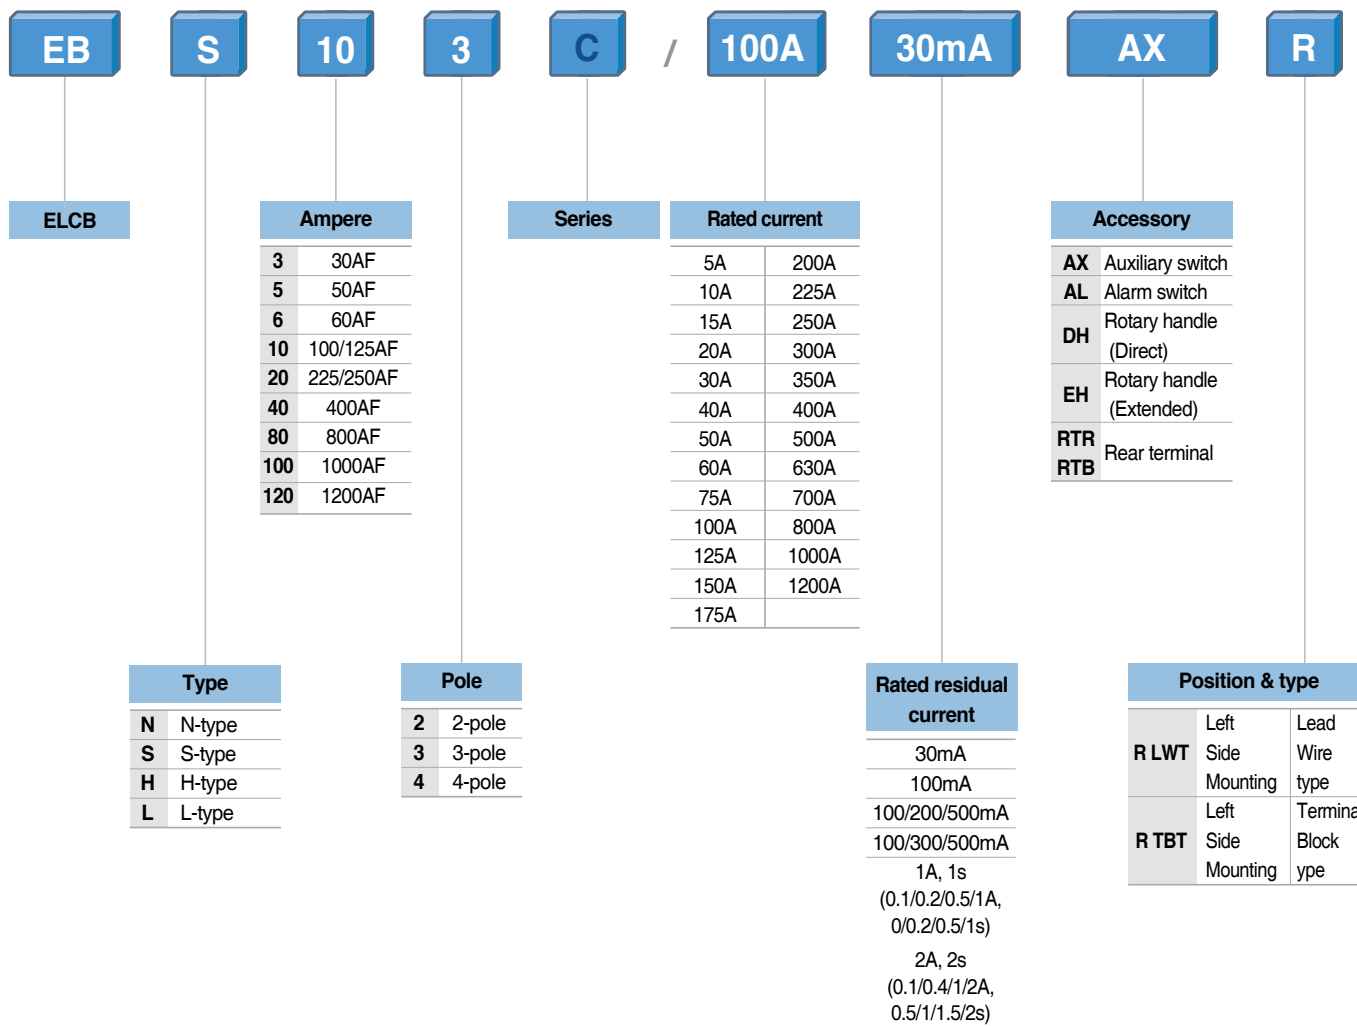 EB S 10 3 C / 100A 30mA AX R
ELCB
Ampere
3 30AF
5 50AF
6 60AF
10 100/125AF
20 225/250AF
40 400AF
80 800AF
100 1000AF
120 1200AF
Series
Rated current
5A 200A
10A 225A
15A 250A
20A 300A
30A 350A
40A 400A
50A 500A
60A 630A
75A 700A
100A 800A
125A 1000A
150A 1200A
175A
Accessory
AX Auxiliary switch
AL Alarm switch
DH Rotary handle
(Direct)
EH Rotary handle
(Extended)
RTR
RTB Rear terminal
Type
N N-type
S S-type
H H-type
L L-type
Pole
2 2-pole
3 3-pole
4 4-pole
Rated residual
current
30mA
100mA
100/200/500mA
100/300/500mA
1A, 1s
(0.1/0.2/0.5/1A,
0/0.2/0.5/1s)
2A, 2s
(0.1/0.4/1/2A,
0.5/1/1.5/2s)
Position & type
Left Lead
R LWT Side Wire
Mounting type
Left Termina
R TBT Side Block
Mounting ype